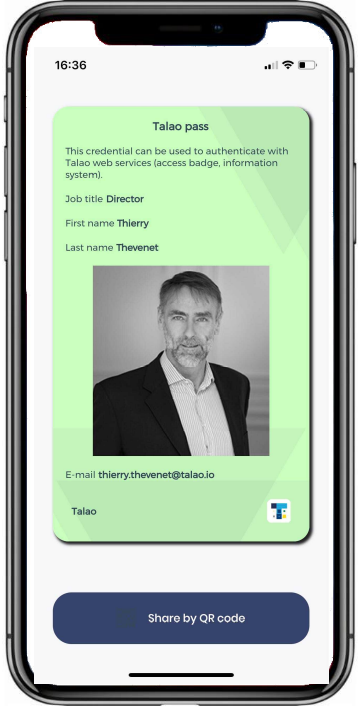 16:36
Talao pass
This credential can be used to authenticate with
Talao web services (access badge, information
system).
Job title Director
First name Thierry
Last name Thevenet
E-mail thierry.thevenet@talao.io
Talao
Share by QR code